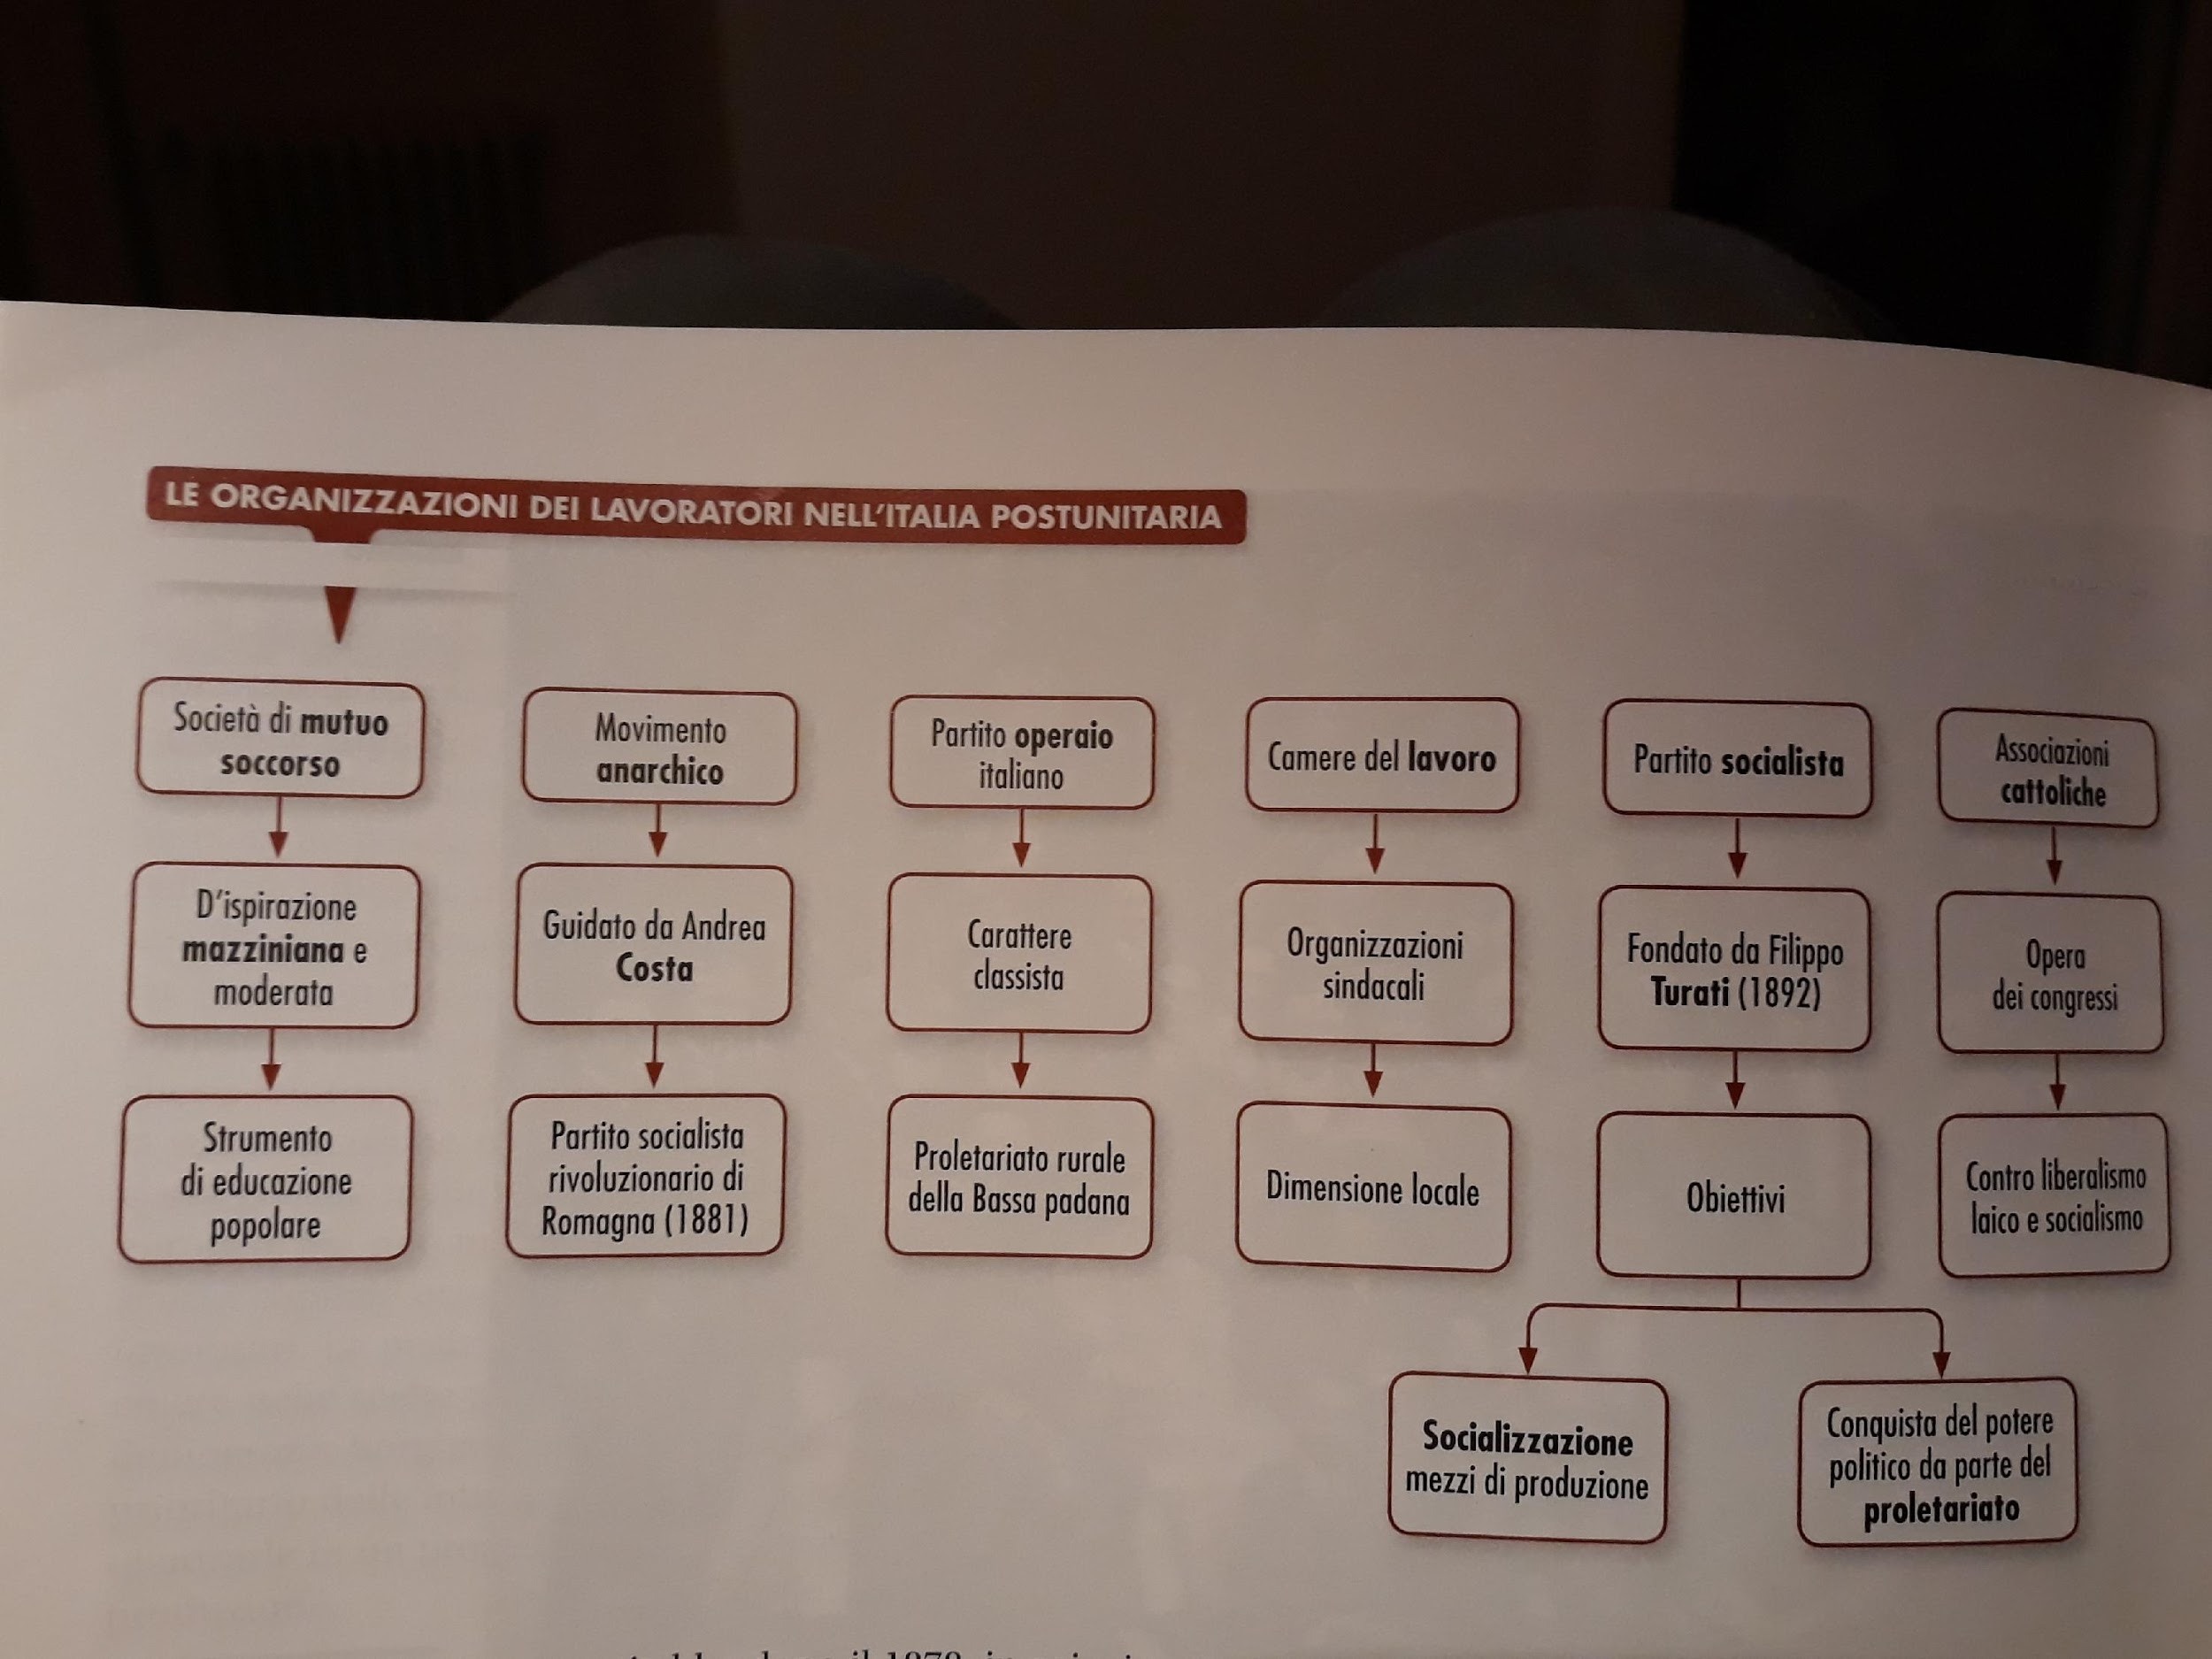 LE ORGANIZZAZIONI DEI LAVORATORI NELL'ITALIA POSTUNITARIA
Società di mutuo
soccorso
Movimento
anarchico
Partito operaio
italiano
Camere del lavoro
Partito socialista
Associazioni
cattoliche
D'ispirazione
mazziniana e
moderata
Guidato da Andrea
Costa
Carattere
classista
Organizzazioni
sindacali
Fondato da Filippo
Turati (1892)
Opera
dei congressi
Strumento
di educazione
popolare
Partito socialista
rivoluzionario di
Romagna (1881)
Proletariato rurale
della Bassa padana
Dimensione locale
Obiettivi
Contro liberalismo
laico e socialismo
Socializzazione
mezzi di produzione
Conquista del potere
politico da parte del
proletariato